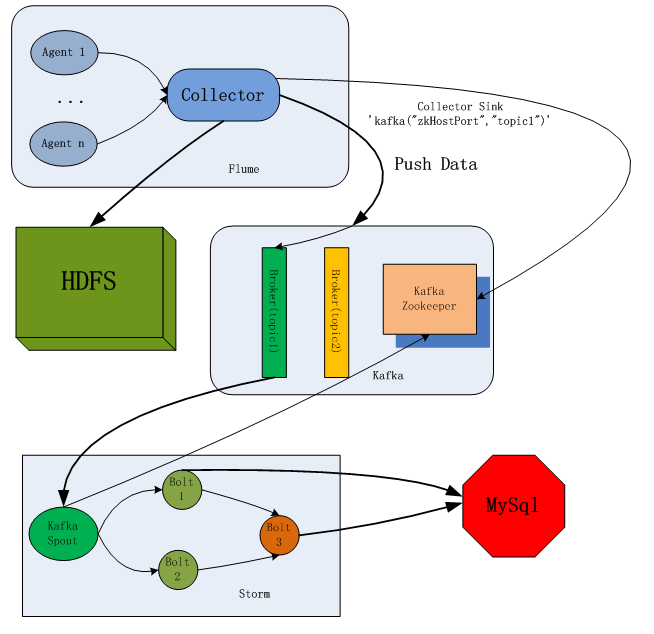 Agent 1
...
Agent n
Collector
Flume
Collector Sink
'kafka("zkHostPort","topic1")'
Push Data
HDFS
Broker(topic1)
Broker(topic2)
Kafka
Zookeeper
Kafka
Kafka
Spout
Bolt
1
Bolt
2
Bolt
3
Storm
MySql